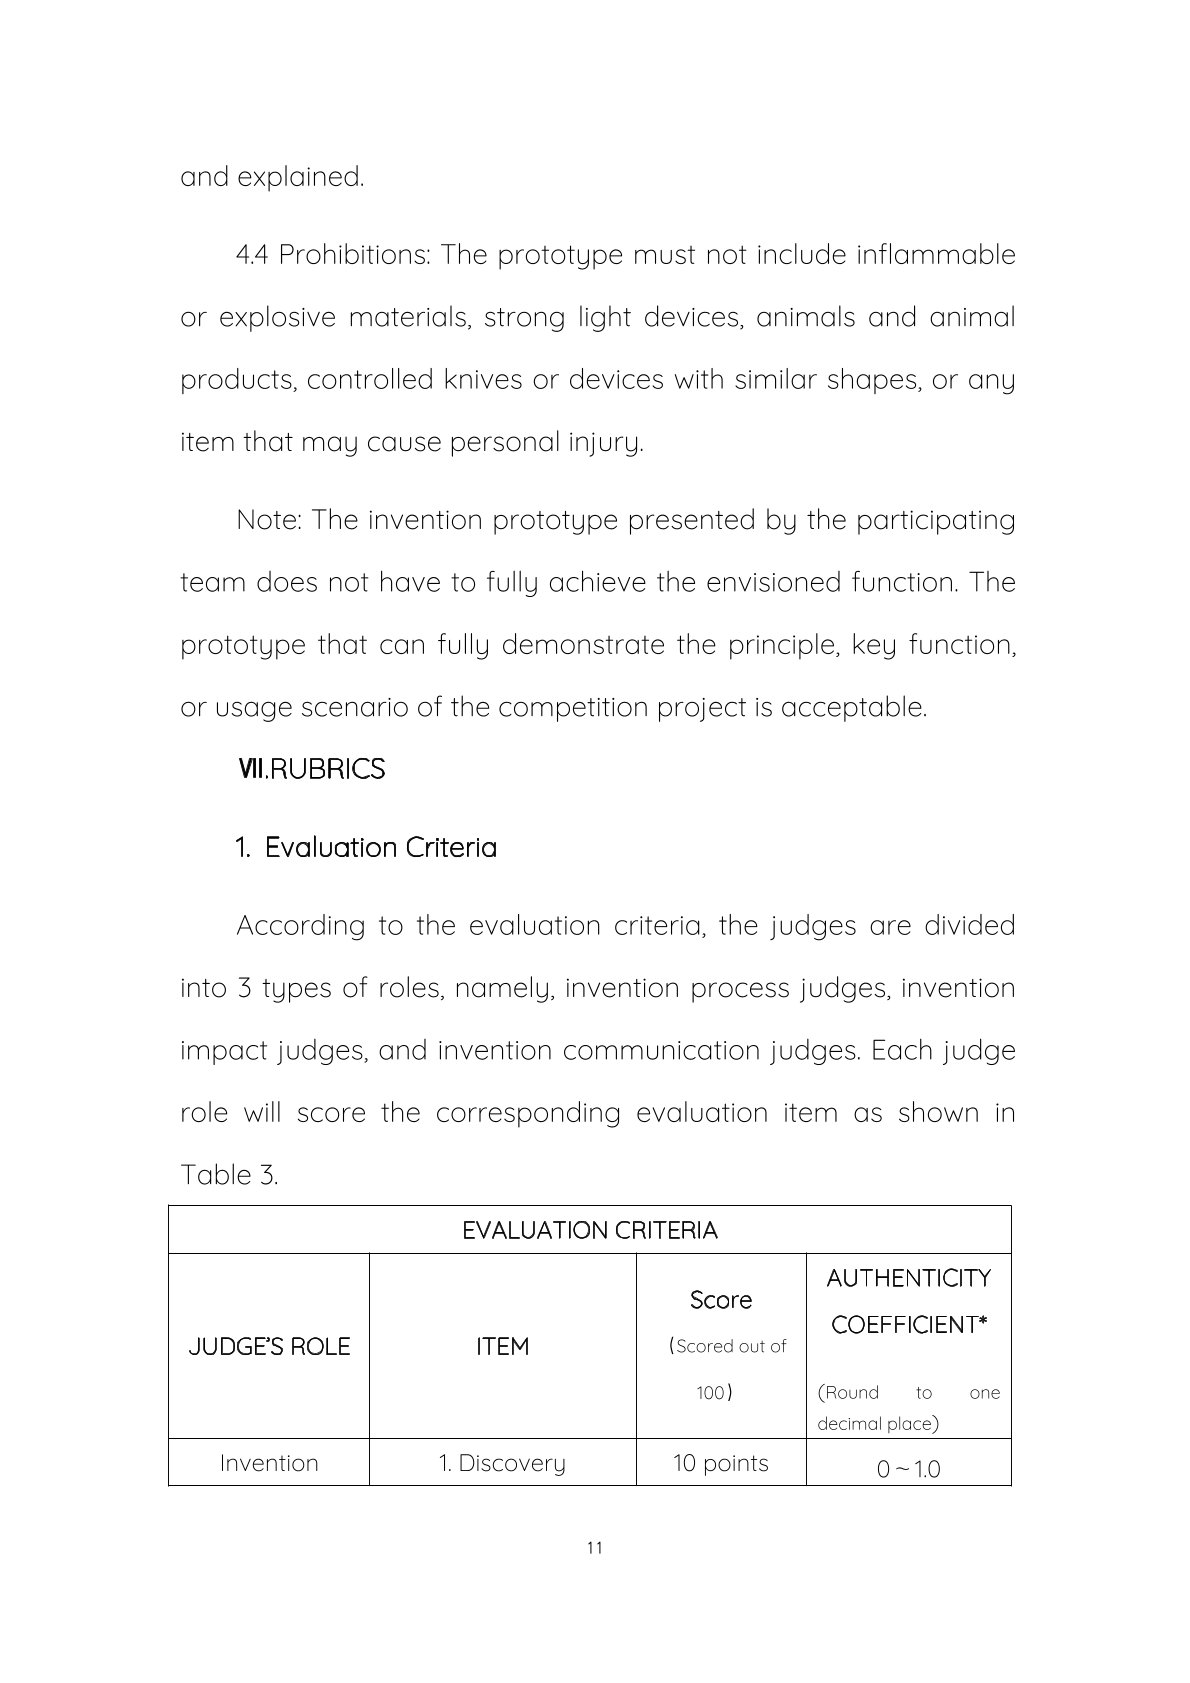 and explained.
4.4 Prohibitions: The prototype must not include inflammable
or explosive materials, strong light devices, animals and animal
products, controlled knives or devices with similar shapes, or any
item that may cause personal injury.
Note: The invention prototype presented by the participating
team does not have to fully achieve the envisioned function. The
prototype that can fully demonstrate the principle, key function,
or usage scenario of the competition project is acceptable.
Ⅶ.RUBRICS
1. Evaluation Criteria
According to the evaluation criteria, the judges are divided
into 3 types of roles, namely, invention process judges, invention
impact judges, and invention communication judges. Each judge
role will score the corresponding evaluation item as shown in
Table 3.
EVALUATION CRITERIA
JUDGE’S ROLE
ITEM
Score
(Scored out of
100)
AUTHENTICITY
COEFFICIENT*
(Round to one
decimal place)
Invention
1. Discovery
10 points
0 ~ 1.0
11